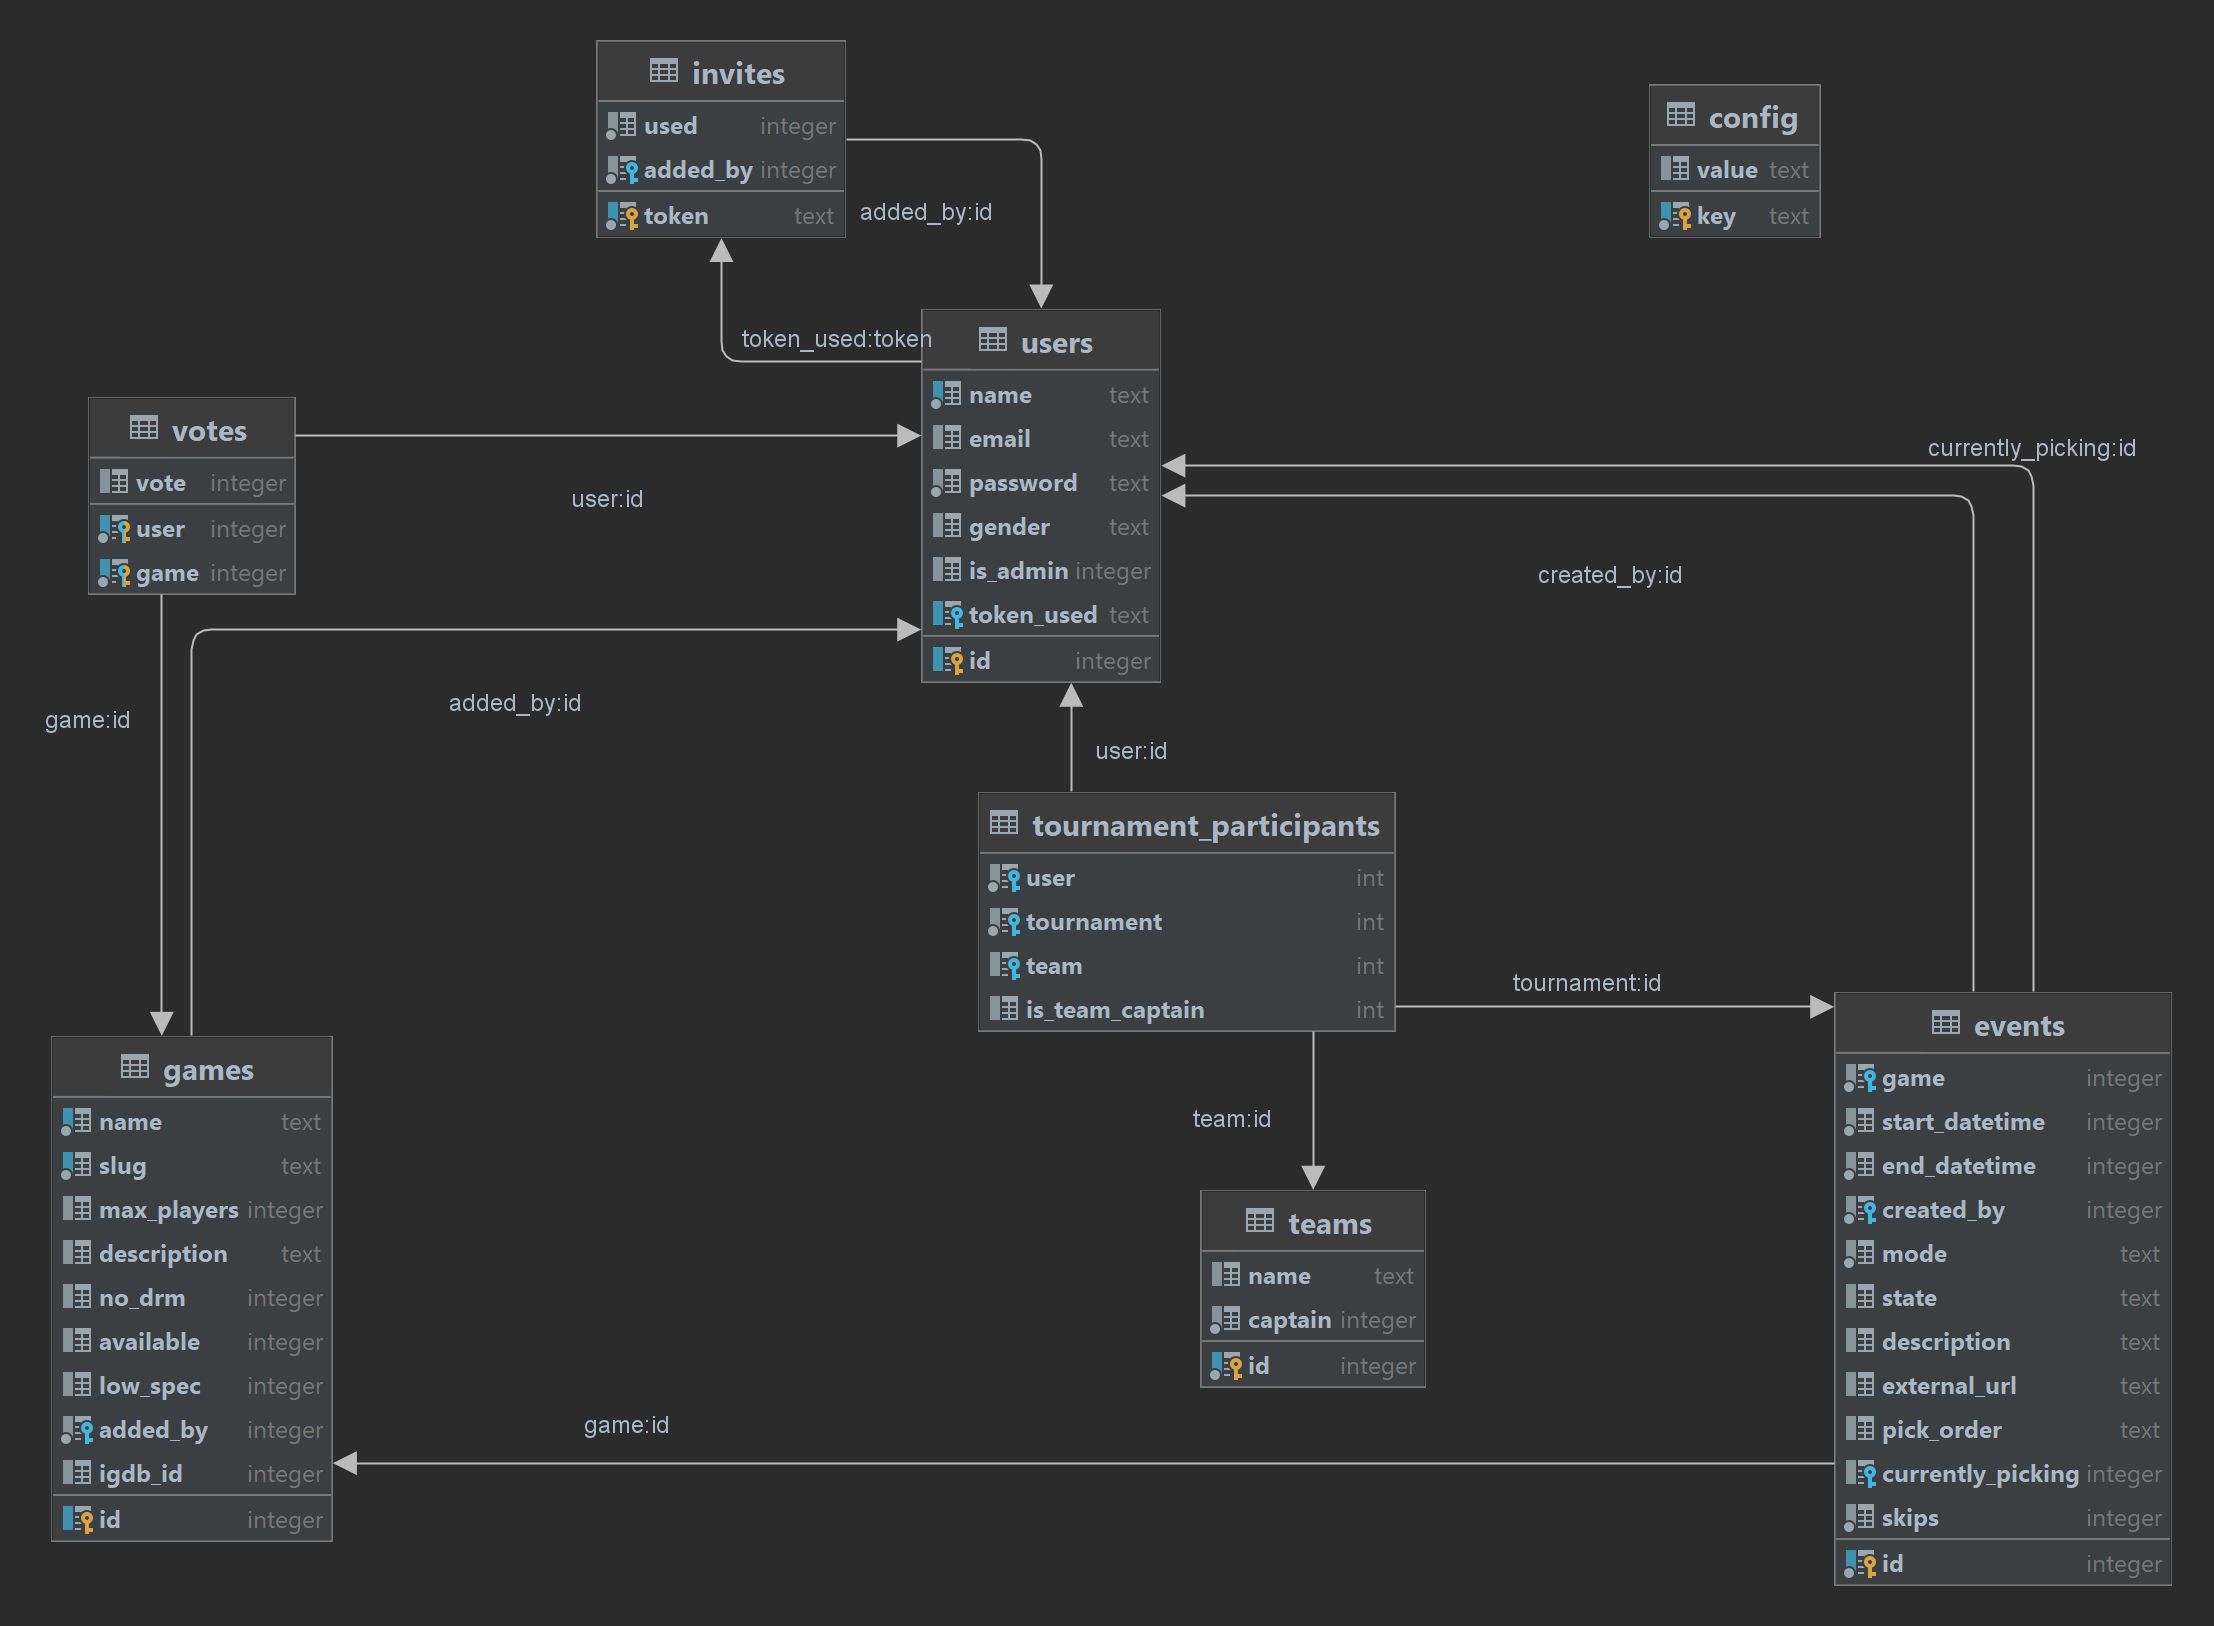 invites
used integer
added_by integer
token text
config
value text
key text
added_by:id
token_used:token
users
name text
email text
password text
gender text
is_admin integer
token_used text
id integer
votes
vote integer
user integer
game integer
user:id
currently_picking:id
created_by:id
added_by:id
game:id
user:id
tournament_participants
user int
tournament int
team int
is_team_captain int
tournament:id
team:id
games
name text
slug text
max_players integer
description text
no_drm integer
available integer
low_spec integer
added_by integer
igdb_id integer
id integer
teams
name text
captain integer
id integer
events
game integer
start_datetime integer
end_datetime integer
created_by integer
mode text
state text
description text
external_url text
pick_order text
currently_picking integer
skips integer
id integer
game:id